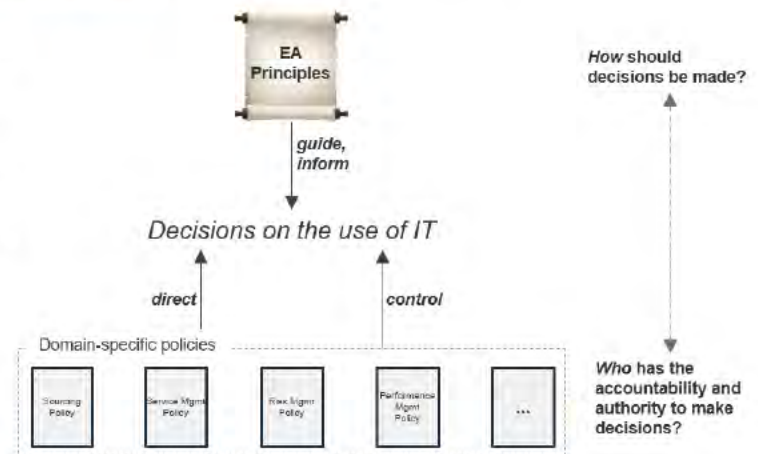 EA
Principles
How should
decisions be made?
guide,
inform
Decisions on the use of IT
direct
control
Domain-specific policies
Sourcing
Policy
Service Mgmt
Policy
Risk Mgmt
Policy
Performance
Mgmt
Policy
...
Who has the
accountability and
authority to make
decisions?